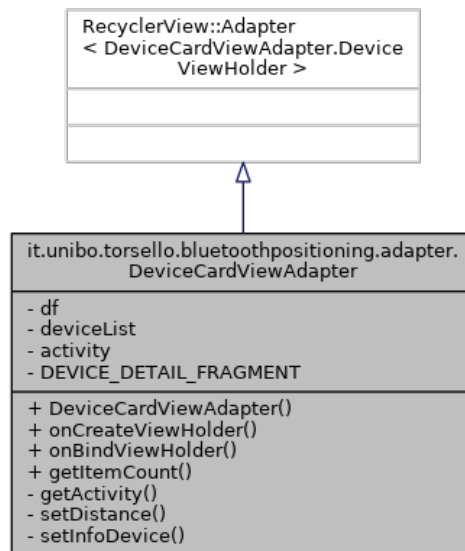 RecyclerView::Adapter
< DeviceCardViewAdapter.Device
ViewHolder >
it.unibo.torsello.bluetoothpositioning.adapter.
DeviceCardViewAdapter
- df
- deviceList
- activity
- DEVICE_DETAIL_FRAGMENT
+ DeviceCardViewAdapter()
+ onCreateViewHolder()
+ onBindViewHolder()
+ getItemCount()
- getActivity()
- setDistance()
- setInfoDevice()